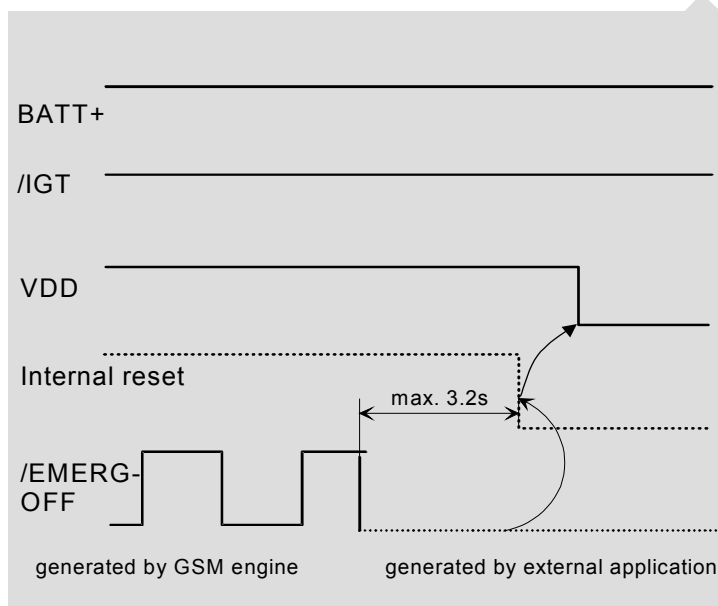 BATT+
/IGT
VDD
Internal reset
max. 3.2s
/EMERG-
OFF
generated by GSM engine
generated by external application